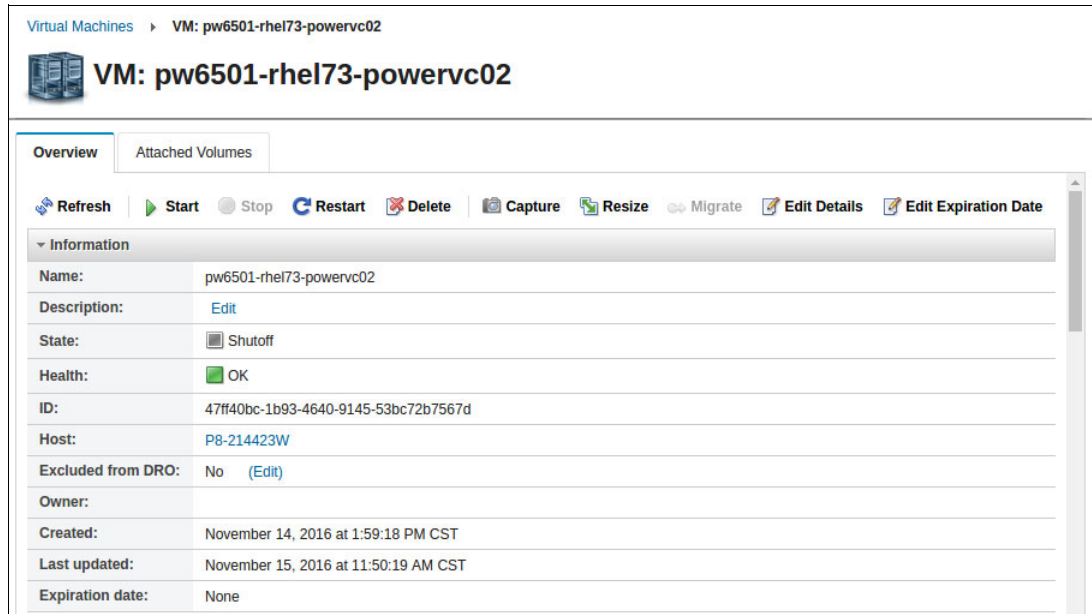 Virtual Machines VM: pw6501-rhel73-powervc02
VM: pw6501-rhel73-powervc02
Overview Attached Volumes
Refresh Start Stop Restart Delete Capture Resize Migrate Edit Details Edit Expiration Date
Information
Name: pw6501-rhel73-powervc02
Description: Edit
State: Shutoff
Health: OK
ID: 47ff40bc-1b93-4640-9145-53bc72b7567d
Host: P8-214423W
Excluded from DRO: No (Edit)
Owner:
Created: November 14, 2016 at 1:59:18 PM CST
Last updated: November 15, 2016 at 11:50:19 AM CST
Expiration date: None